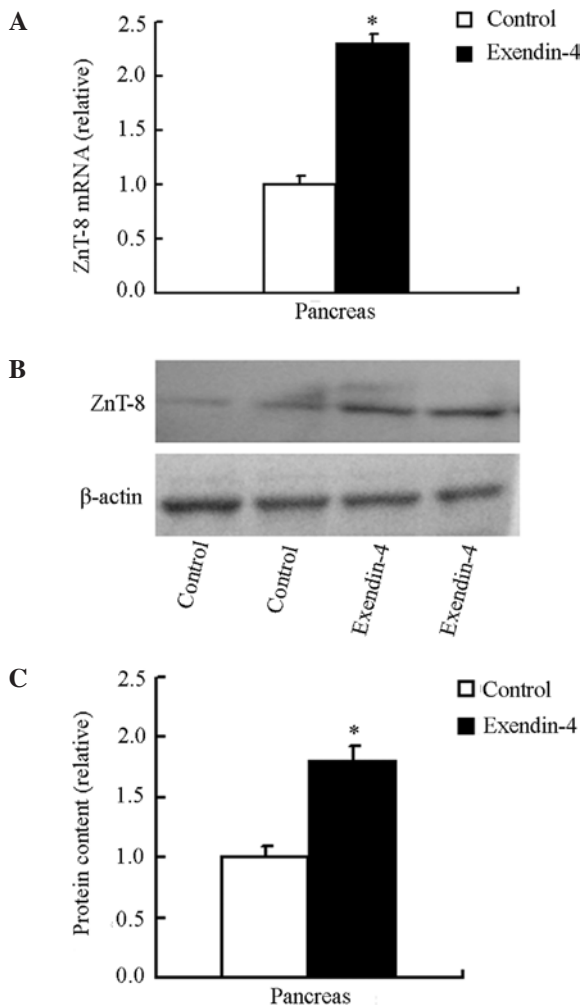 A
ZnT-8 mRNA (relative)
2.5
2.0
1.5
1.0
0.5
0.0
*
Control
Exendin-4
Pancreas
B
ZnT-8
β-actin
Control
Control
Exendin-4
Exendin-4
C
Protein content (relative)
2.5
2.0
1.5
1.0
0.5
0.0
*
Control
Exendin-4
Pancreas